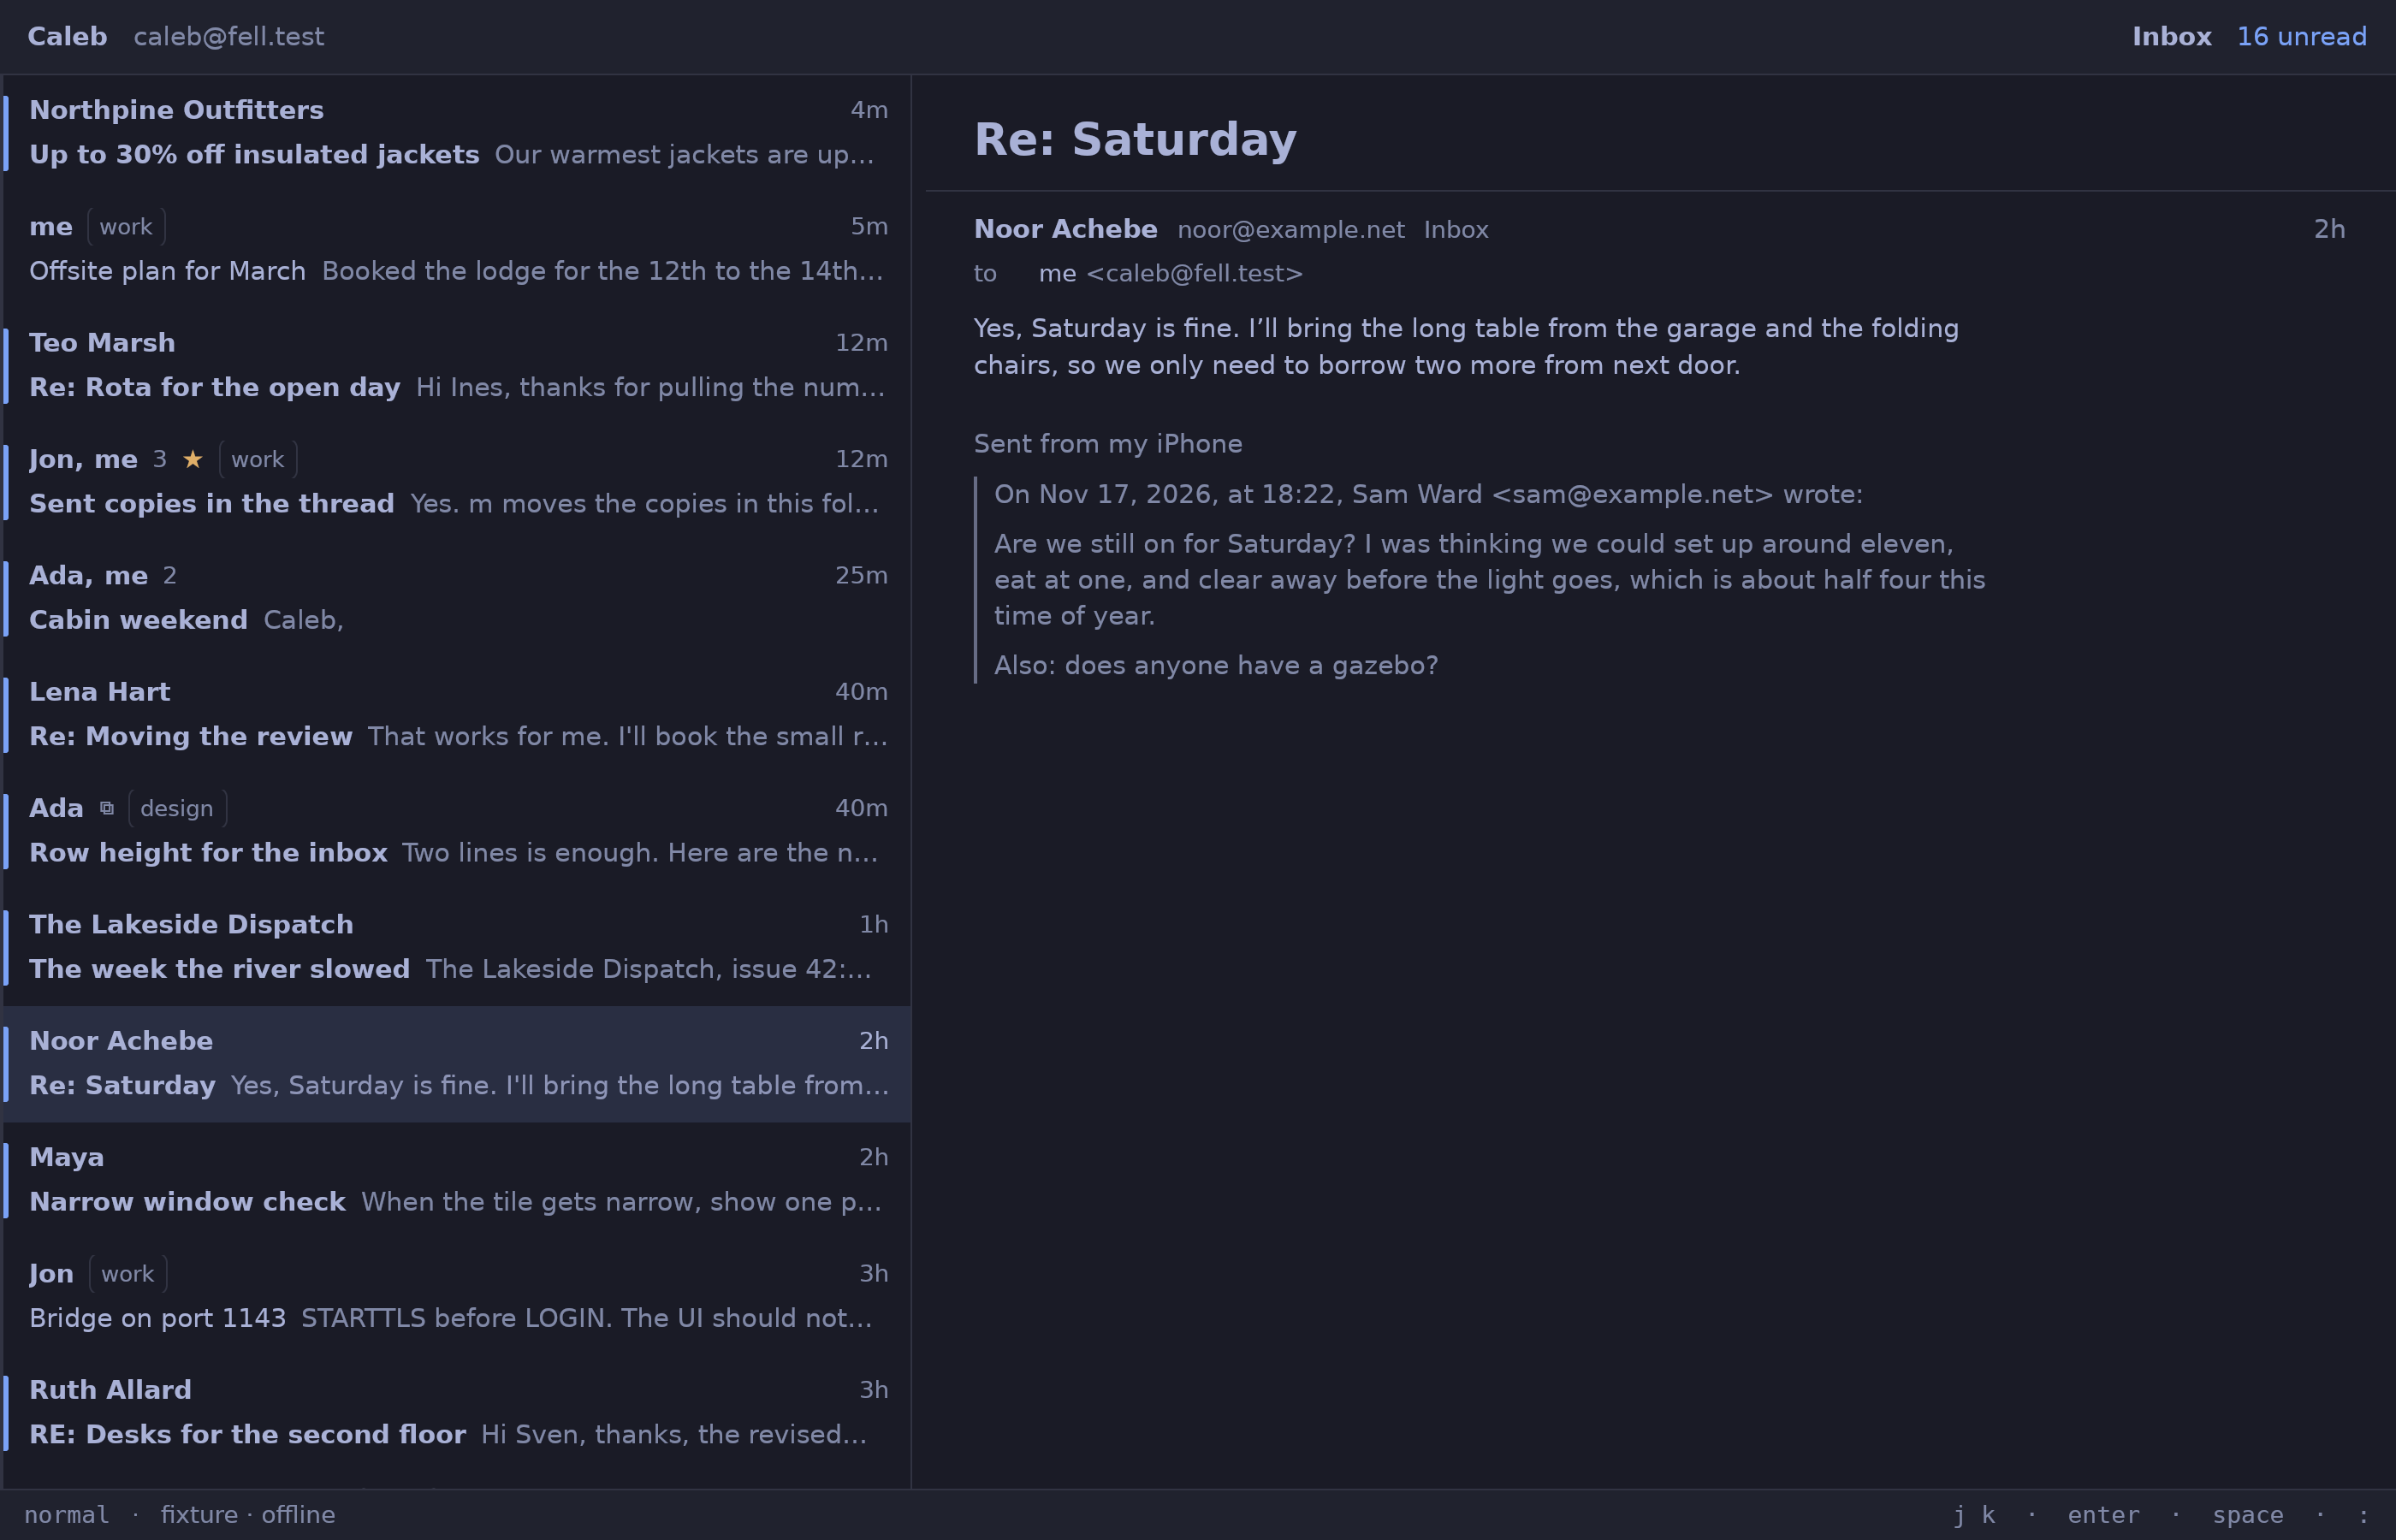 Caleb caleb@fell.test
Inbox 16 unread
Northpine Outfitters 4m
Up to 30% off insulated jackets Our warmest jackets are up…
me work 5m
Offsite plan for March Booked the lodge for the 12th to the 14th…
Teo Marsh 12m
Re: Rota for the open day Hi Ines, thanks for pulling the num…
Jon, me 3 ★ work 12m
Sent copies in the thread Yes. m moves the copies in this fol…
Ada, me 2 25m
Cabin weekend Caleb,
Lena Hart 40m
Re: Moving the review That works for me. I'll book the small r…
Ada ⧉ design 40m
Row height for the inbox Two lines is enough. Here are the n…
The Lakeside Dispatch 1h
The week the river slowed The Lakeside Dispatch, issue 42:…
Noor Achebe 2h
Re: Saturday Yes, Saturday is fine. I'll bring the long table from…
Maya 2h
Narrow window check When the tile gets narrow, show one p…
Jon work 3h
Bridge on port 1143 STARTTLS before LOGIN. The UI should not…
Ruth Allard 3h
RE: Desks for the second floor Hi Sven, thanks, the revised…
Re: Saturday
Noor Achebe noor@example.net Inbox 2h
to me <caleb@fell.test>
Yes, Saturday is fine. I’ll bring the long table from the garage and the folding
chairs, so we only need to borrow two more from next door.
Sent from my iPhone
On Nov 17, 2026, at 18:22, Sam Ward <sam@example.net> wrote:
Are we still on for Saturday? I was thinking we could set up around eleven,
eat at one, and clear away before the light goes, which is about half four this
time of year.
Also: does anyone have a gazebo?
normal · fixture · offline
j k · enter · space · :